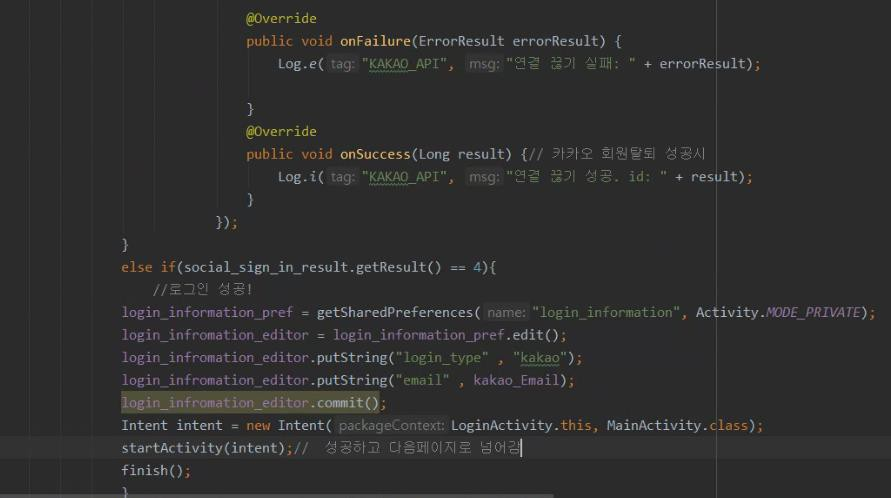 @Override
public void onFailure(ErrorResult errorResult) {
Log.e( tag: "KAKAO_API", msg: "연결 끊기 실패: " + errorResult);
}
@Override
public void onSuccess(Long result) {// 카카오 회원탈퇴 성공시
Log.i( tag: "KAKAO_API", msg: "연결 끊기 성공. id: " + result);
}
});
}
else if(social_sign_in_result.getResult() == 4){
//로그인 성공!
login_information_pref = getSharedPreferences( name: "login_information", Activity.MODE_PRIVATE);
login_infromation_editor = login_information_pref.edit();
login_infromation_editor.putString("login_type" , "kakao");
login_infromation_editor.putString("email" , kakao_Email);
login_infromation_editor.commit();
Intent intent = new Intent( packageContext: LoginActivity.this, MainActivity.class);
startActivity(intent);// 성공하고 다음페이지로 넘어감
finish();
}